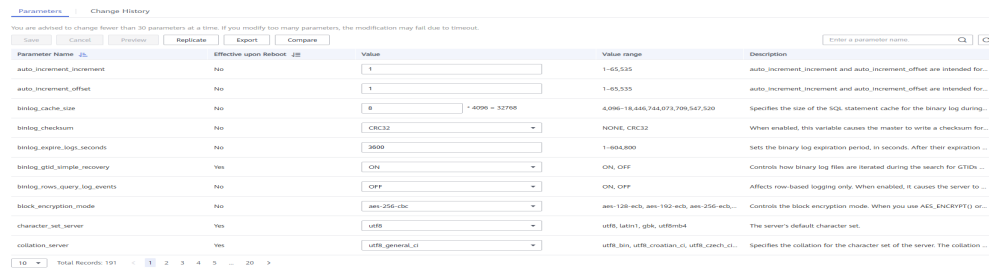 Parameters | Change History
You are advised to change fewer than 30 parameters at a time. If you modify too many parameters, the modification may fail due to timeout.
Save Cancel Preview Replicate Export Compare Enter a parameter name.
Parameter Name Effective upon Reboot Value Value range Description
auto_increment_increment No 1 1–65,535 auto_increment_increment and auto_increment_offset are intended for...
auto_increment_offset No 1 1–65,535 auto_increment_increment and auto_increment_offset are intended for...
binlog_cache_size No 8 * 4096 = 32768 4,096–18,446,744,073,709,547,520 Specifies the size of the SQL statement cache for the binary log during...
binlog_checksum No CRC32 NONE, CRC32 When enabled, this variable causes the master to write a checksum for...
binlog_expire_logs_seconds No 3600 1–604,800 Sets the binary log expiration period, in seconds. After their expiration ...
binlog_gtid_simple_recovery Yes ON ON, OFF Controls how binary log files are iterated during the search for GTIDs ...
binlog_rows_query_log_events No OFF ON, OFF Affects row-based logging only. When enabled, it causes the server to ...
block_encryption_mode No aes-256-cbc aes-128-ecb, aes-192-ecb, aes-256-ecb,... Controls the block encryption mode. When you use AES_ENCRYPT() or...
character_set_server Yes utf8 utf8, latin1, gbk, utf8mb4 The server's default character set.
collation_server Yes utf8_general_ci utf8_bin, utf8_croatian_ci, utf8_czech_ci... Specifies the collation for the character set of the server. The collation ...
10 Total Records: 191 < 1 2 3 4 5 ... 20 >